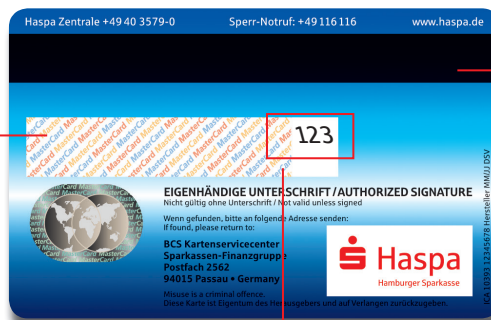 Haspa Zentrale +49 40 3579-0 Sperr-Notruf: +49 116 116 www.haspa.de
MasterCard MasterCard MasterCard
123
EIGENHÄNDIGE UNTERSCHRIFT / AUTHORIZED SIGNATURE
Nicht gültig ohne Unterschrift / Not valid unless signed
Wenn gefunden, bitte an folgende Adresse senden:
If found, please return to:
BCS Kartenservicecenter
Sparkassen-Finanzgruppe
Postfach 2562
94015 Passau • Germany
Misuse is a criminal offence.
Diese Karte ist Eigentum des Herausgebers und auf Verlangen zurückzugeben.
Haspa
Hamburger Sparkasse
ICA 10393 12345678 Hersteller MM/JJ DSV